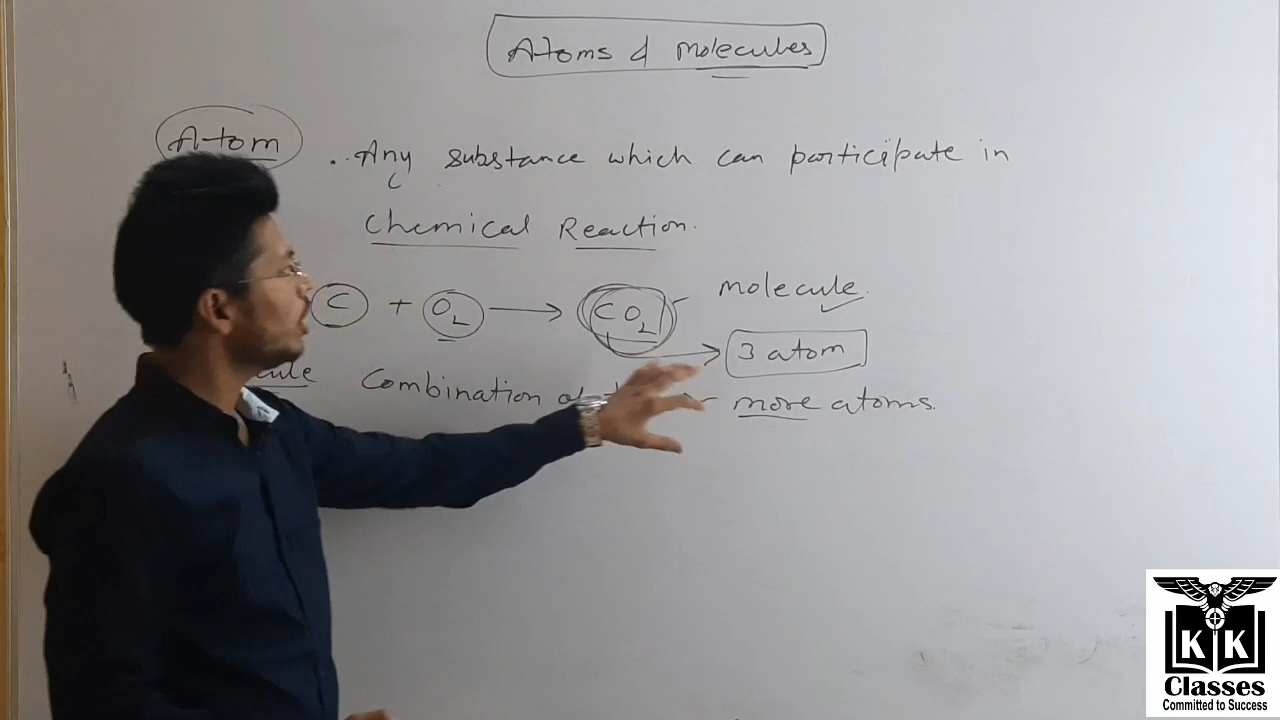 Atoms & Molecules
Atom
. . Any substance which can participate in
Chemical Reaction.
C + O2 → CO2 molecule.
3 atom
Combination more atoms.
K K
Classes
Committed to Success